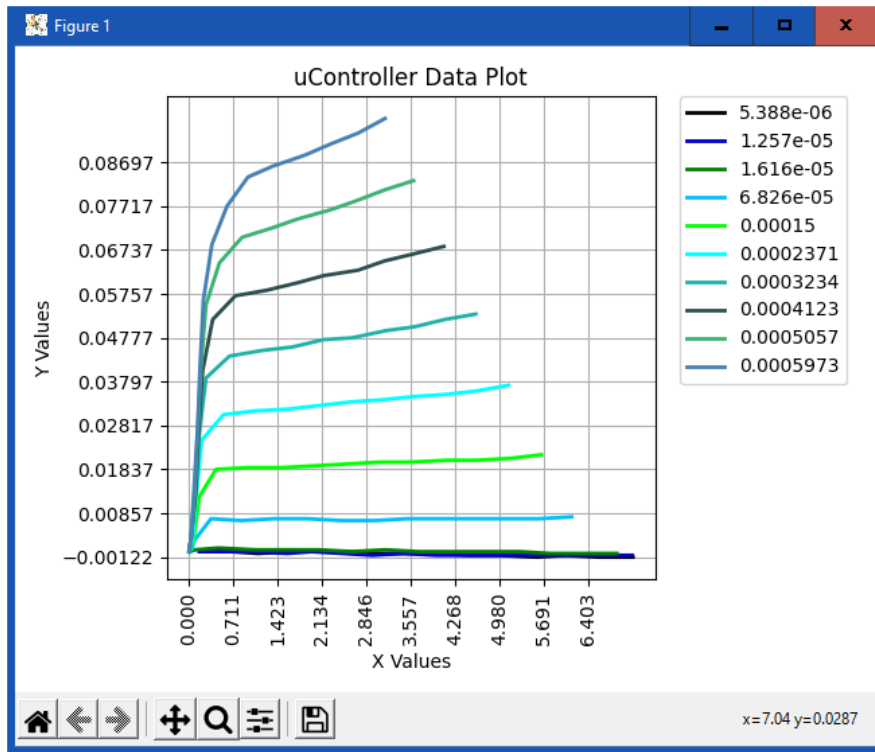 Figure 1
uController Data Plot
0.08697
0.07717
0.06737
0.05757
0.04777
0.03797
0.02817
0.01837
0.00857
−0.00122
Y Values
0.000
0.711
1.423
2.134
2.846
3.557
4.268
4.980
5.691
6.403
X Values
5.388e-06
1.257e-05
1.616e-05
6.826e-05
0.00015
0.0002371
0.0003234
0.0004123
0.0005057
0.0005973
x=7.04 y=0.0287